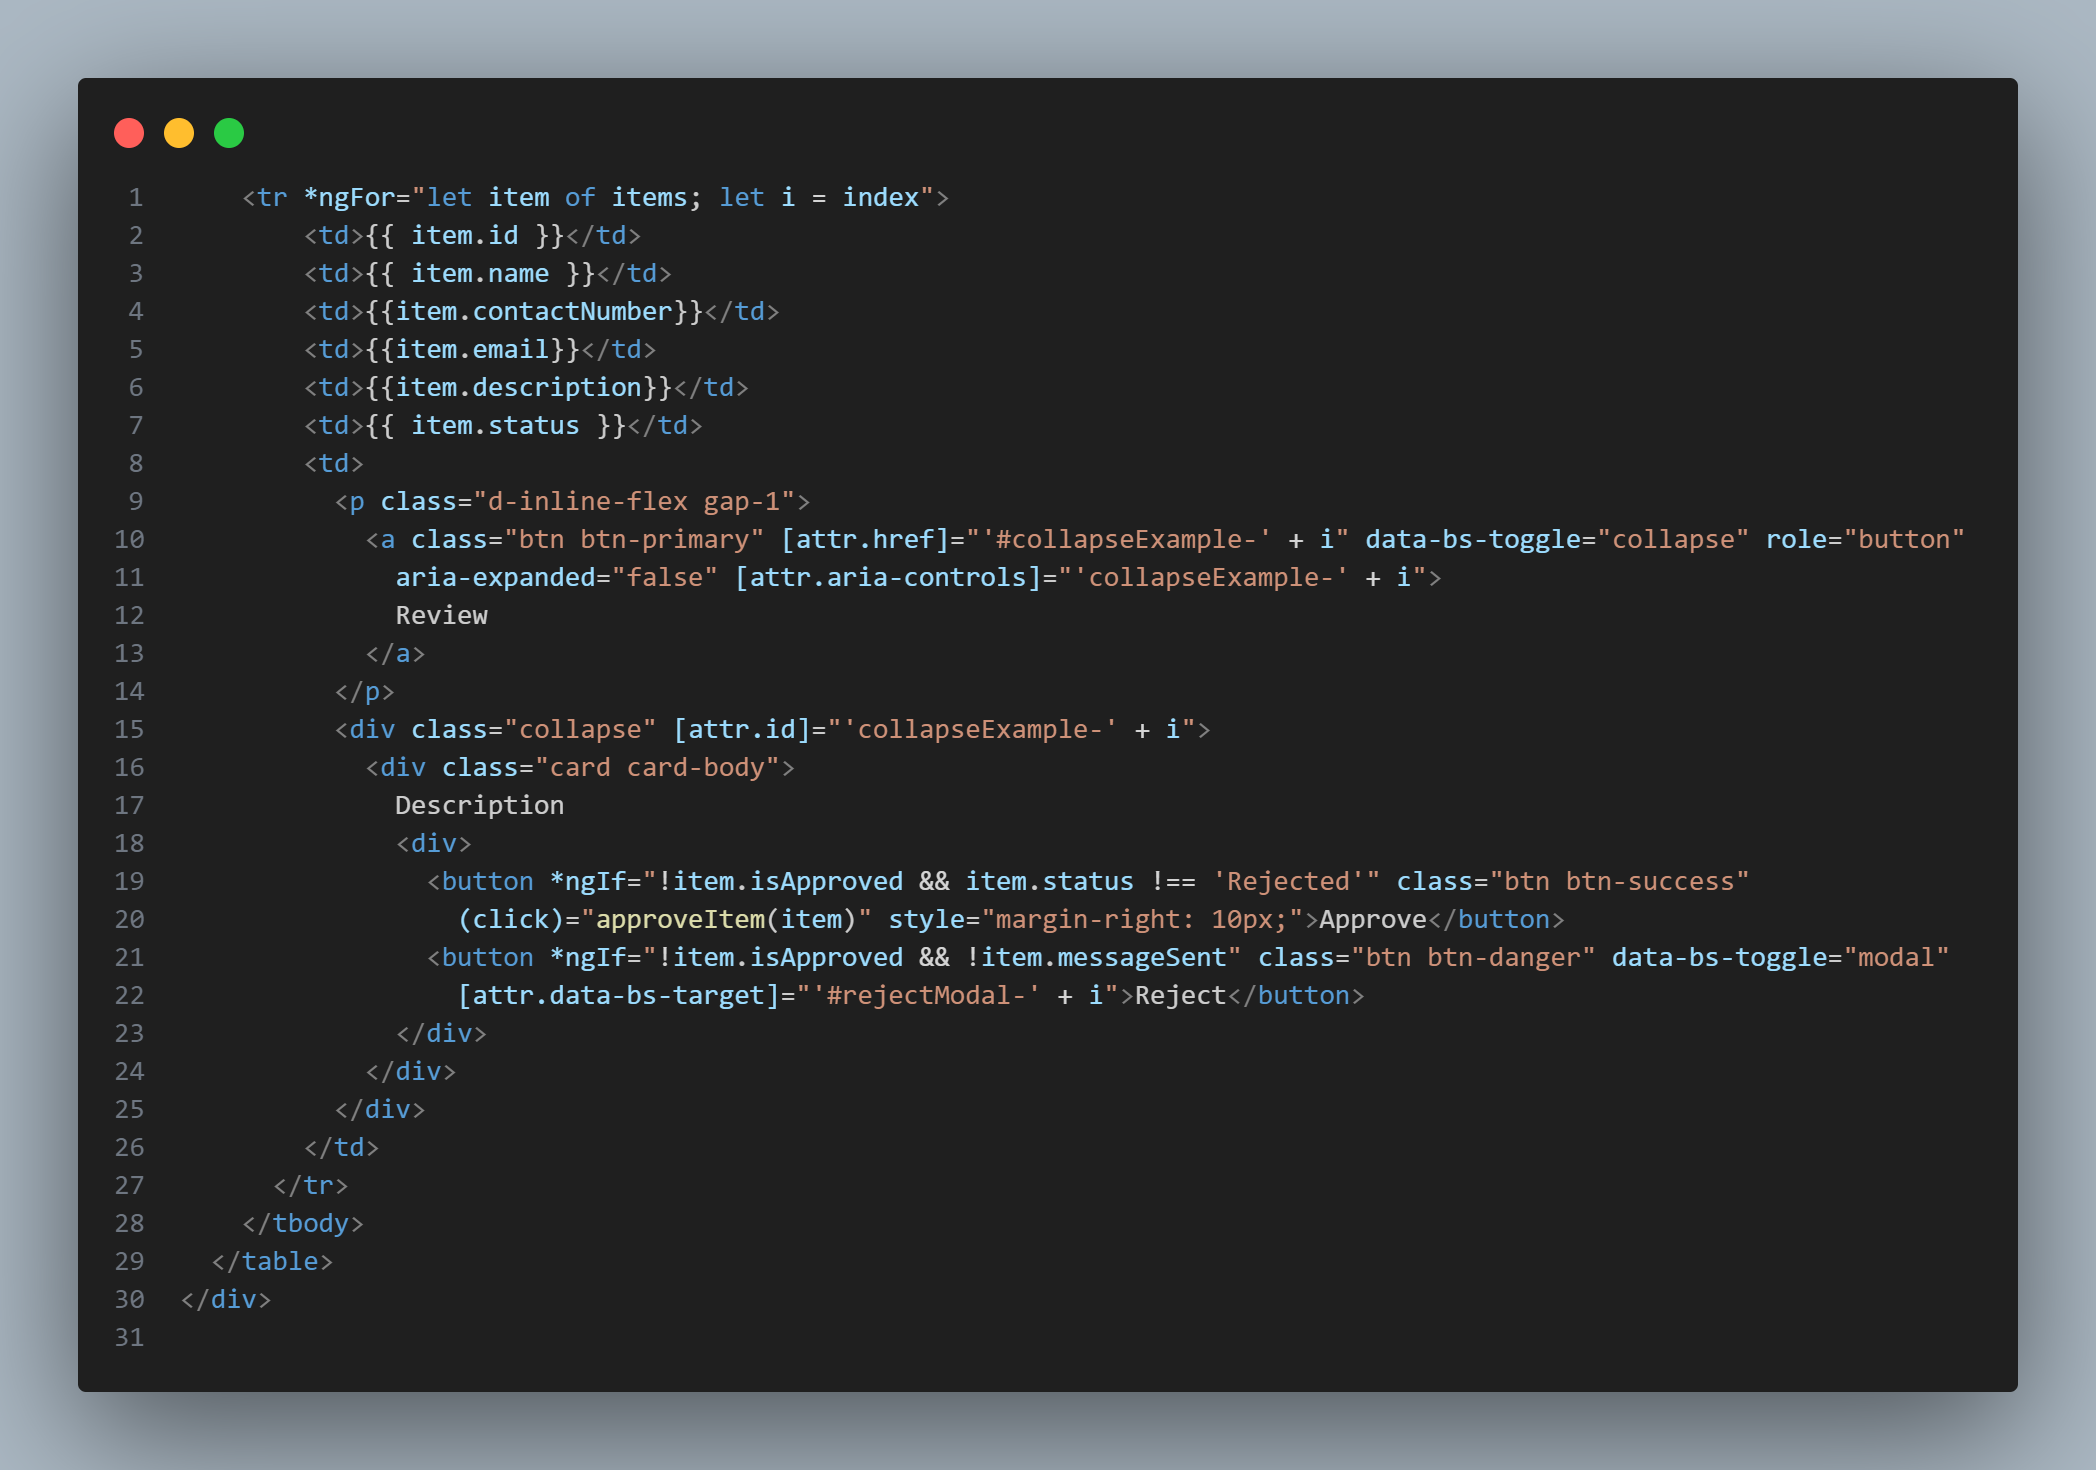 1 <tr *ngFor="let item of items; let i = index">
2 <td>{{ item.id }}</td>
3 <td>{{ item.name }}</td>
4 <td>{{item.contactNumber}}</td>
5 <td>{{item.email}}</td>
6 <td>{{item.description}}</td>
7 <td>{{ item.status }}</td>
8 <td>
9 <p class="d-inline-flex gap-1">
10 <a class="btn btn-primary" [attr.href]="'#collapseExample-' + i" data-bs-toggle="collapse" role="button"
11 aria-expanded="false" [attr.aria-controls]="'collapseExample-' + i">
12 Review
13 </a>
14 </p>
15 <div class="collapse" [attr.id]="'collapseExample-' + i">
16 <div class="card card-body">
17 Description
18 <div>
19 <button *ngIf="!item.isApproved && item.status !== 'Rejected'" class="btn btn-success"
20 (click)="approveItem(item)" style="margin-right: 10px;">Approve</button>
21 <button *ngIf="!item.isApproved && !item.messageSent" class="btn btn-danger" data-bs-toggle="modal"
22 [attr.data-bs-target]="'#rejectModal-' + i">Reject</button>
23 </div>
24 </div>
25 </div>
26 </td>
27 </tr>
28 </tbody>
29 </table>
30 </div>
31